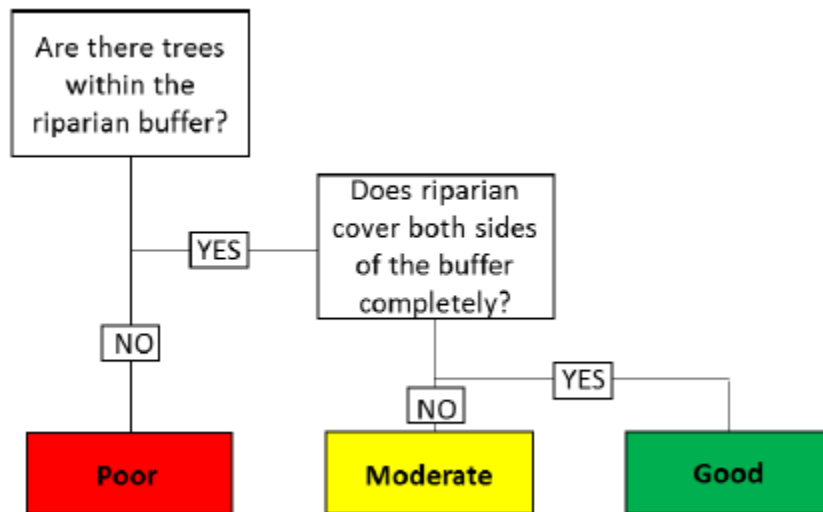 Are there trees
within the
riparian buffer?
Does riparian
cover both sides
of the buffer
completely?
YES
NO
YES
NO
Poor
Moderate
Good